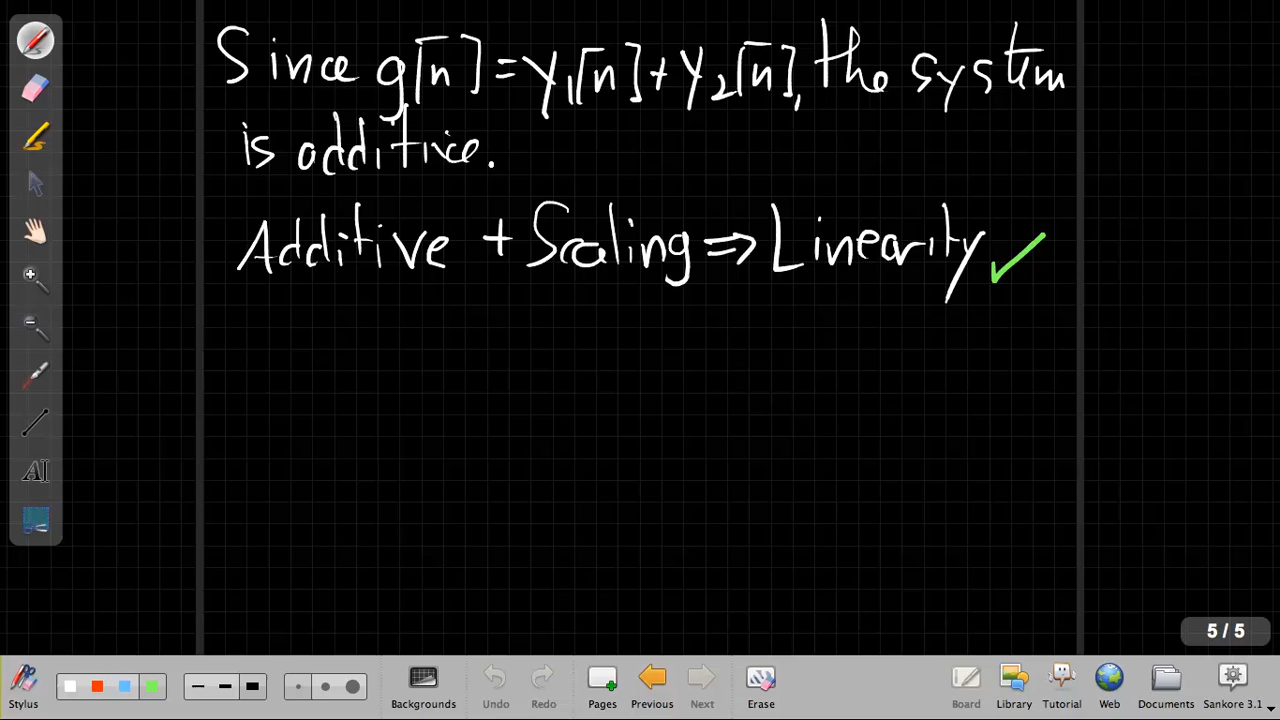 Since g[n] = y1[n] + y2[n], the system
is additive.
Additive + Scaling ⇒ Linearity ✓
AI
5 / 5
Stylus
Backgrounds
Undo
Redo
Pages
Previous
Next
Erase
Board
Library
Tutorial
Web
Documents
Sankore 3.1